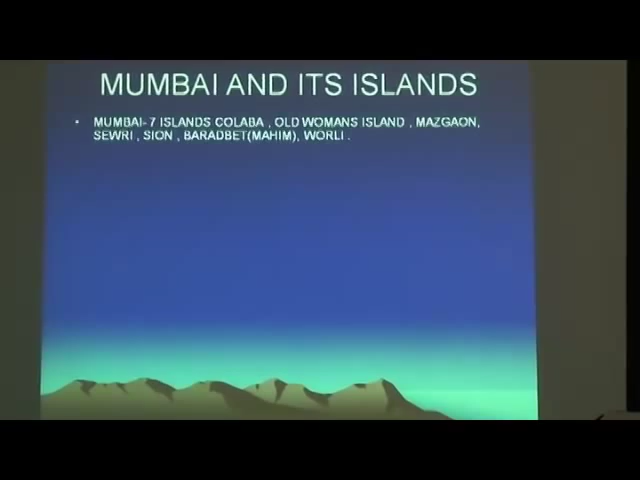 MUMBAI AND ITS ISLANDS
• MUMBAI- 7 ISLANDS COLABA , OLD WOMANS ISLAND , MAZGAON,
SEWRI , SION , BARADBET(MAHIM), WORLI .